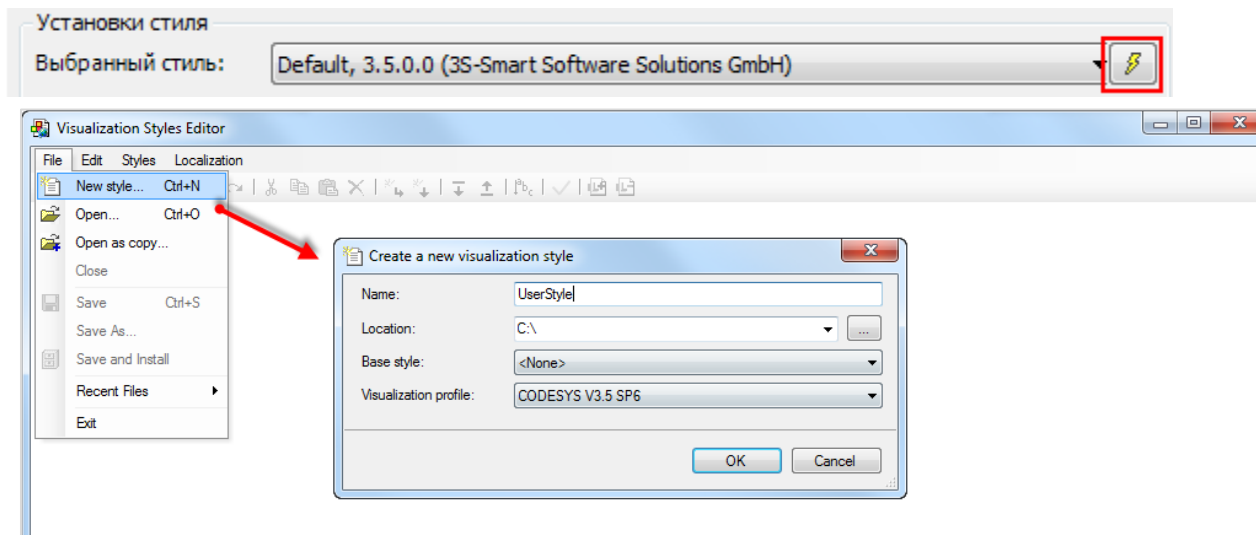 Установки стиля
Выбранный стиль: Default, 3.5.0.0 (3S-Smart Software Solutions GmbH)
Visualization Styles Editor
File Edit Styles Localization
New style... Ctrl+N
Open... Ctrl+O
Open as copy...
Close
Save Ctrl+S
Save As...
Save and Install
Recent Files
Exit
Create a new visualization style
Name: UserStyle
Location: C:\ ...
Base style: <None>
Visualization profile: CODESYS V3.5 SP6
OK Cancel